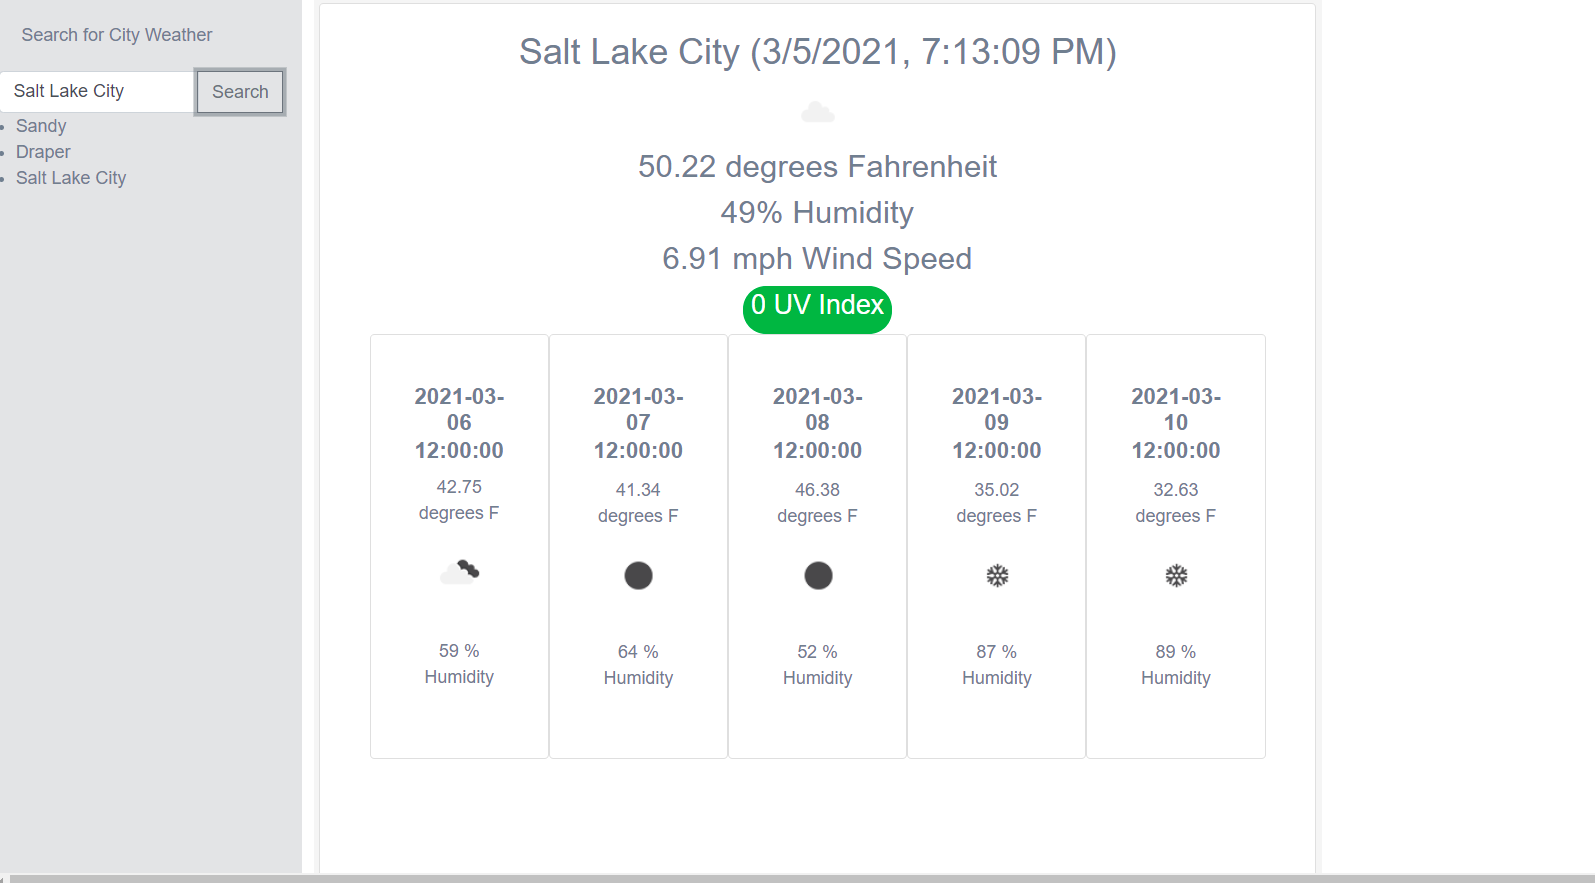 Search for City Weather
Salt Lake City
Search
Sandy
Draper
Salt Lake City
Salt Lake City (3/5/2021, 7:13:09 PM)
50.22 degrees Fahrenheit
49% Humidity
6.91 mph Wind Speed
0 UV Index
2021-03-
06
12:00:00
42.75
degrees F
59 %
Humidity
2021-03-
07
12:00:00
41.34
degrees F
64 %
Humidity
2021-03-
08
12:00:00
46.38
degrees F
52 %
Humidity
2021-03-
09
12:00:00
35.02
degrees F
87 %
Humidity
2021-03-
10
12:00:00
32.63
degrees F
89 %
Humidity